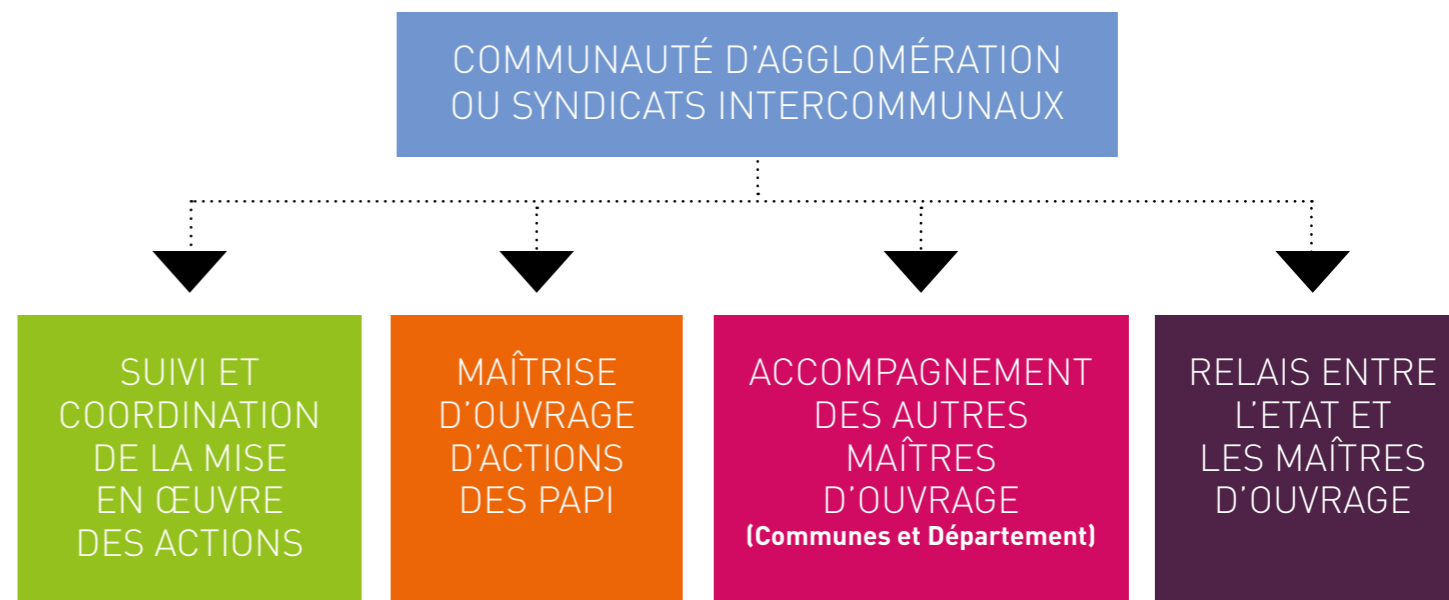 COMMUNAUTÉ D'AGGLOMÉRATION
OU SYNDICATS INTERCOMMUNAUX
SUIVI ET
COORDINATION
DE LA MISE
EN ŒUVRE
DES ACTIONS
MAÎTRISE
D'OUVRAGE
D'ACTIONS
DES PAPI
ACCOMPAGNEMENT
DES AUTRES
MAÎTRES
D'OUVRAGE
(Communes et Département)
RELAIS ENTRE
L'ETAT ET
LES MAÎTRES
D'OUVRAGE